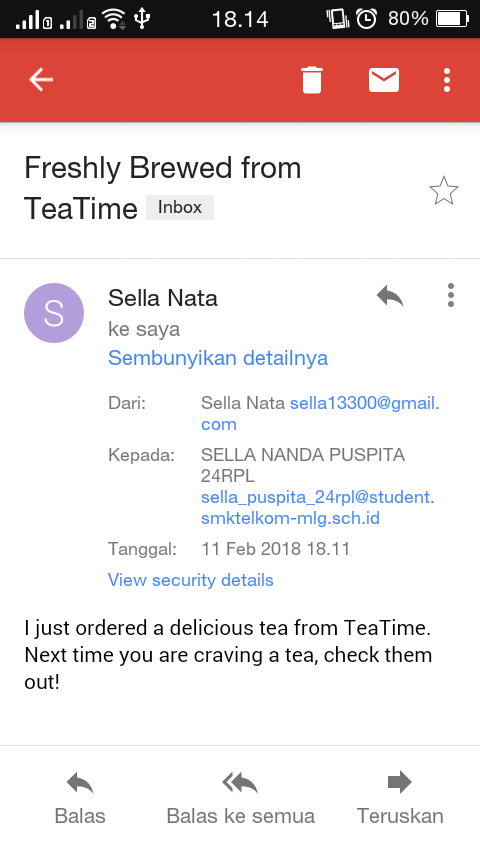 18.14 80%
Freshly Brewed from
TeaTime Inbox
S
Sella Nata
ke saya
Sembunyikan detailnya
Dari: Sella Nata sella13300@gmail.
com
Kepada: SELLA NANDA PUSPITA
24RPL
sella_puspita_24rpl@student.
smktelkom-mlg.sch.id
Tanggal: 11 Feb 2018 18.11
View security details
I just ordered a delicious tea from TeaTime.
Next time you are craving a tea, check them
out!
Balas Balas ke semua Teruskan